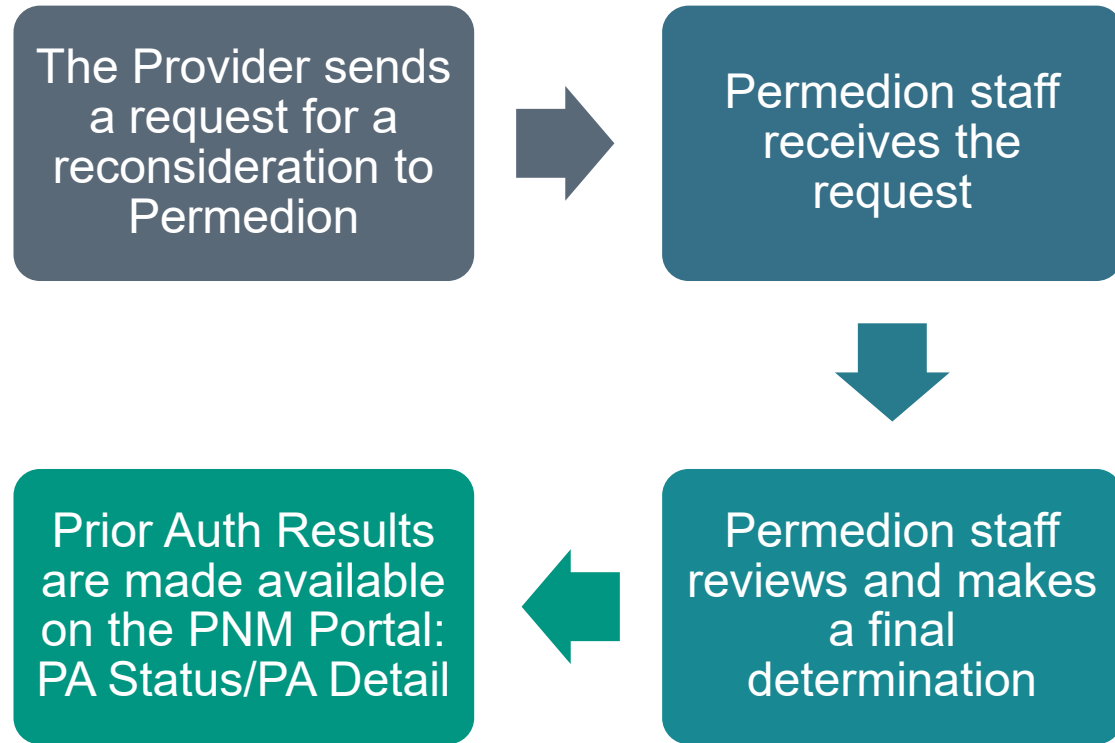 The Provider sends
a request for a
reconsideration to
Permedion
Permedion staff
receives the
request
Permedion staff
reviews and makes
a final
determination
Prior Auth Results
are made available
on the PNM Portal:
PA Status/PA Detail